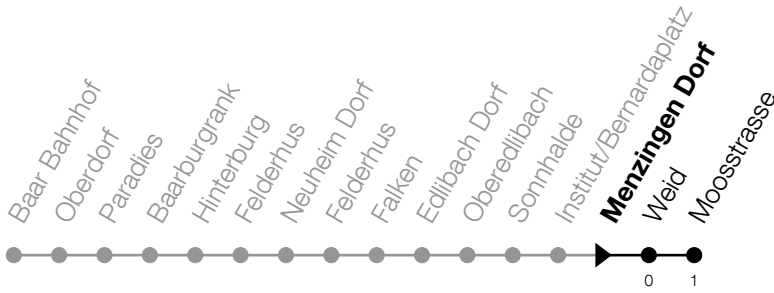 Baar Bahnhof
Oberdorf
Paradies
Baarburgrank
Hinterburg
Felderhus
Neuheim Dorf
Felderhus
Falken
Edlibach Dorf
Oberedlibach
Sonnhalde
Institut/Bernardaplatz
Menzingen Dorf
Weid
Moosstrasse
0 1